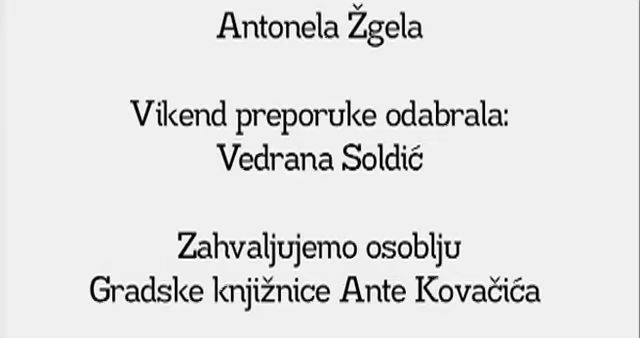 Antonela Žgela
Vikend preporuke odabrala:
Vedrana Soldić
Zahvaljujemo osoblju
Gradske knjižnice Ante Kovačića